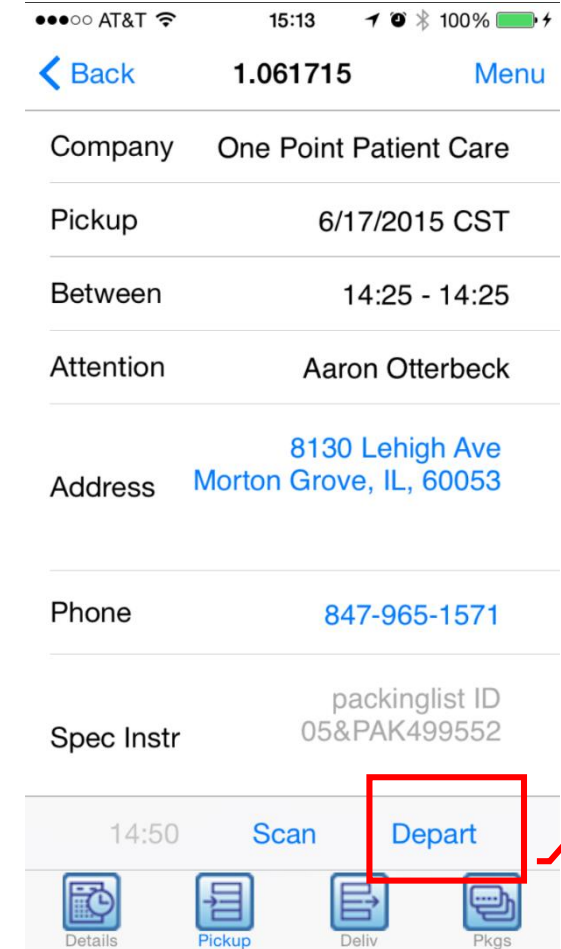 AT&T 15:13 100%
Back 1.061715 Menu
Company One Point Patient Care
Pickup 6/17/2015 CST
Between 14:25 - 14:25
Attention Aaron Otterbeck
8130 Lehigh Ave
Address Morton Grove, IL, 60053
Phone 847-965-1571
packinglist ID
Spec Instr 05&PAK499552
14:50 Scan Depart
Details Pickup Deliv Pkgs